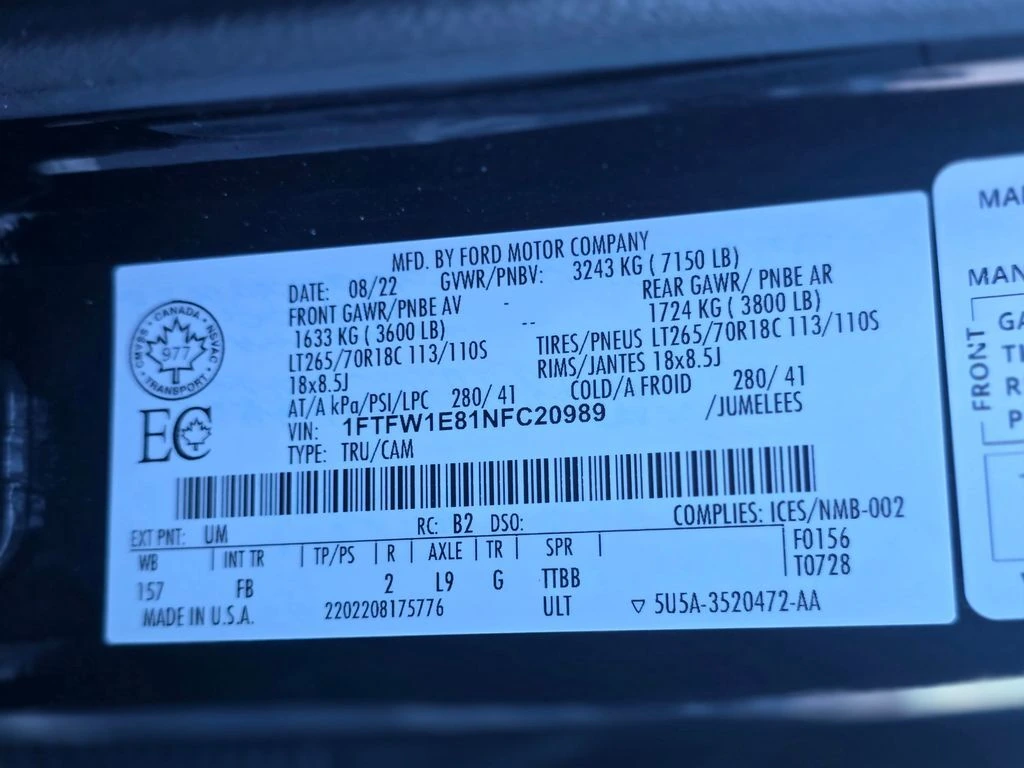 MFD. BY FORD MOTOR COMPANY
DATE: 08/22 GVWR/PNBV: 3243 KG ( 7150 LB)
FRONT GAWR/ PNBE AV - REAR GAWR/ PNBE AR
1633 KG ( 3600 LB) -- 1724 KG ( 3800 LB)
LT265/70R18C 113/110S TIRES/PNEUS LT265/70R18C 113/110S
18x8.5J RIMS/JANTES 18x8.5J
AT/A kPa/PSI/LPC 280/ 41 COLD/A FROID 280/ 41
VIN: 1FTFW1E81NFC20989 /JUMELEES
TYPE: TRU/CAM
CANADA
CMVSS NSVAC
977
TRANSPORT
EC
EXT PNT: UM RC: B2 DSO: COMPLIES: ICES/NMB-002
WB | INT TR | TP/PS | R | AXLE | TR | SPR | F0156
157 FB 2 L9 G TTBB T0728
MADE IN U.S.A. 2202208175776 ULT ▽ 5U5A-3520472-AA
MAN
FRONT